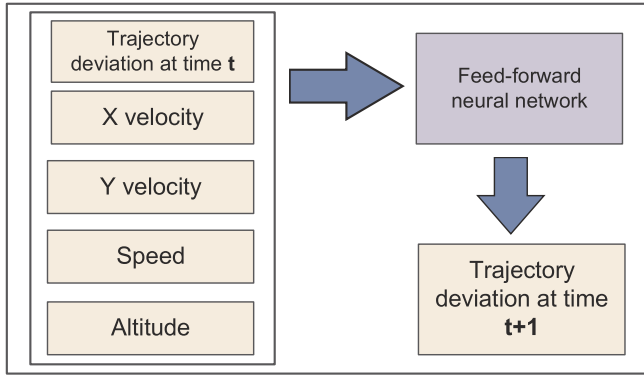 Trajectory
deviation at time t
X velocity
Y velocity
Speed
Altitude
Feed-forward
neural network
Trajectory
deviation at time
t+1